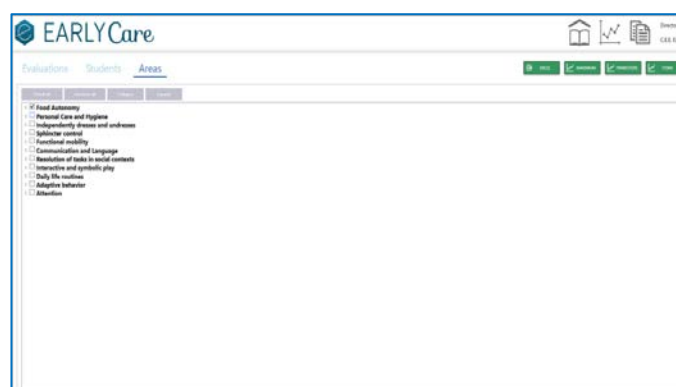 EARLYCare
Evaluations Students Areas
Food Autonomy
Personal Care and Hygiene
Independently dresses and undresses
Sphincter control
Functional mobility
Communication and Language
Resolution of tasks in social contexts
Interactive and symbolic play
Daily life routines
Adaptive behavior
Attention